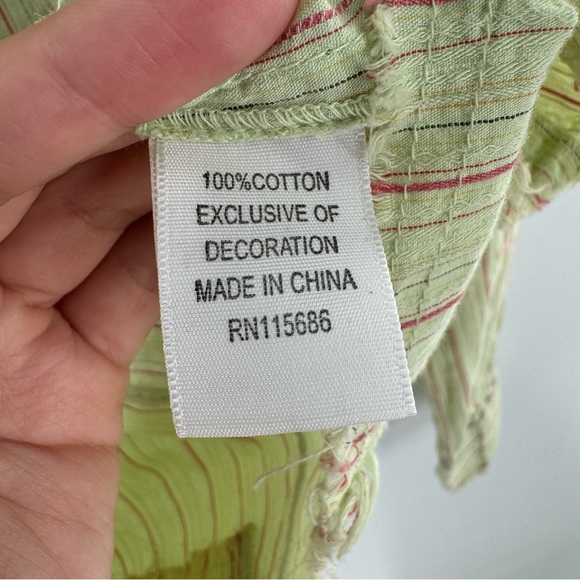 100%COTTON
EXCLUSIVE OF
DECORATION
MADE IN CHINA
RN115686